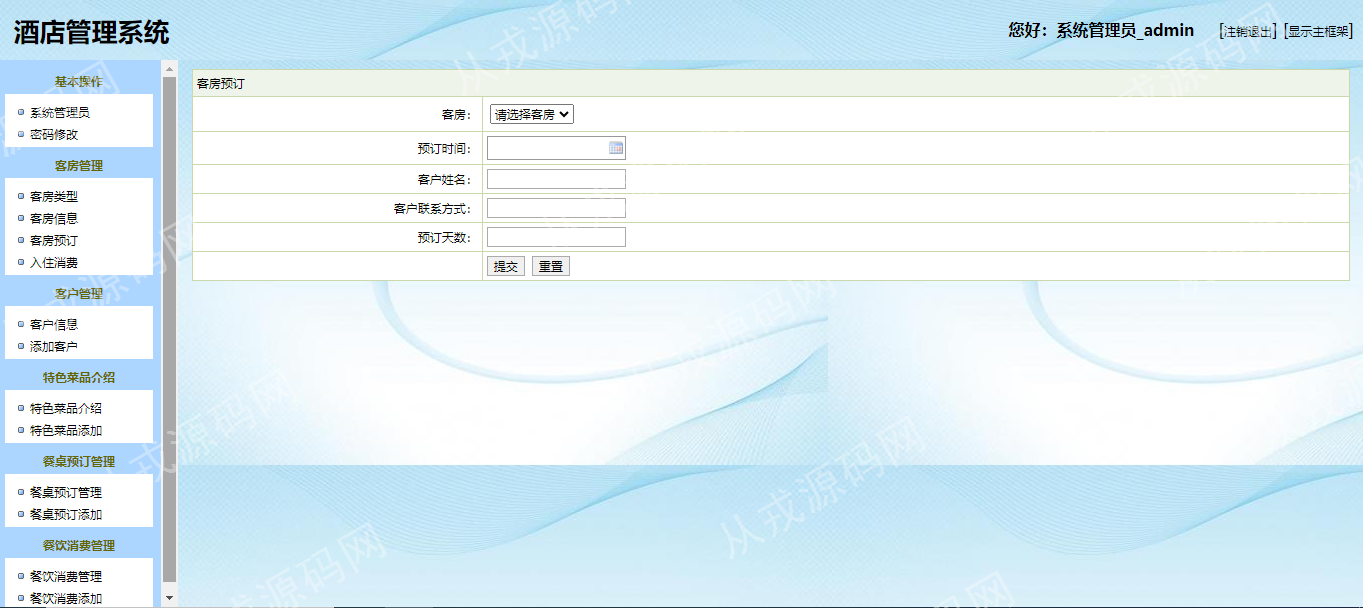 酒店管理系统
您好：系统管理员_admin [注销退出] [显示主框架]
基本操作
系统管理员
密码修改
客房管理
客房类型
客房信息
客房预订
入住消费
客户管理
客户信息
添加客户
特色菜品介绍
特色菜品介绍
特色菜品添加
餐桌预订管理
餐桌预订管理
餐桌预订添加
餐饮消费管理
餐饮消费管理
餐饮消费添加
客房预订
客房：
请选择客房
预订时间：
客户姓名：
客户联系方式：
预订天数：
提交 重置
从戎源码网
从戎源码网
从戎源码网
从戎源码网
从戎源码网